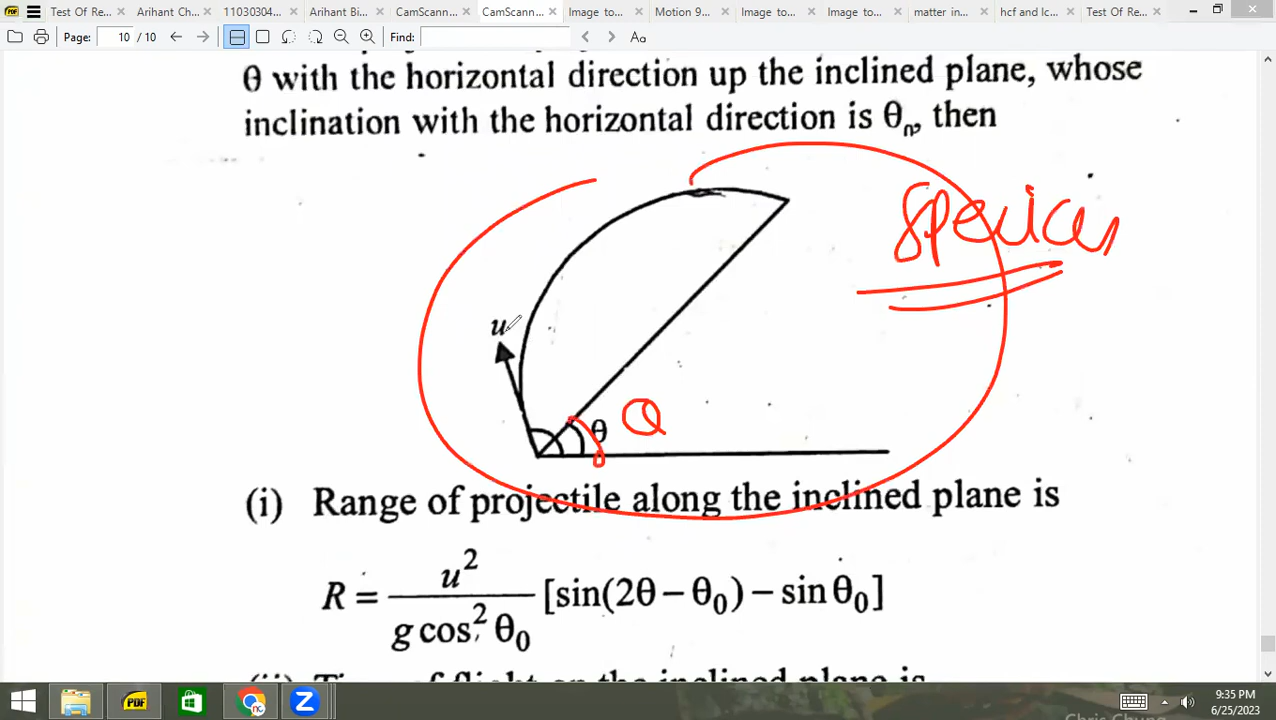 Test Of Re...
Arihant Ch...
11030304...
Arihant Bi...
CamScann...
CamScann...
Image to...
Motion 9
Image to...
Image to...
matter in...
hcf and lc...
Test Of Re...
Page: 10 / 10
Find:
Aa
θ with the horizontal direction up the inclined plane, whose
inclination with the horizontal direction is θₙ, then
u
θ
(i) Range of projectile along the inclined plane is
R = u² / (g cos² θ₀) [sin(2θ − θ₀) − sin θ₀]
9:35 PM
6/25/2023
Chris Chung